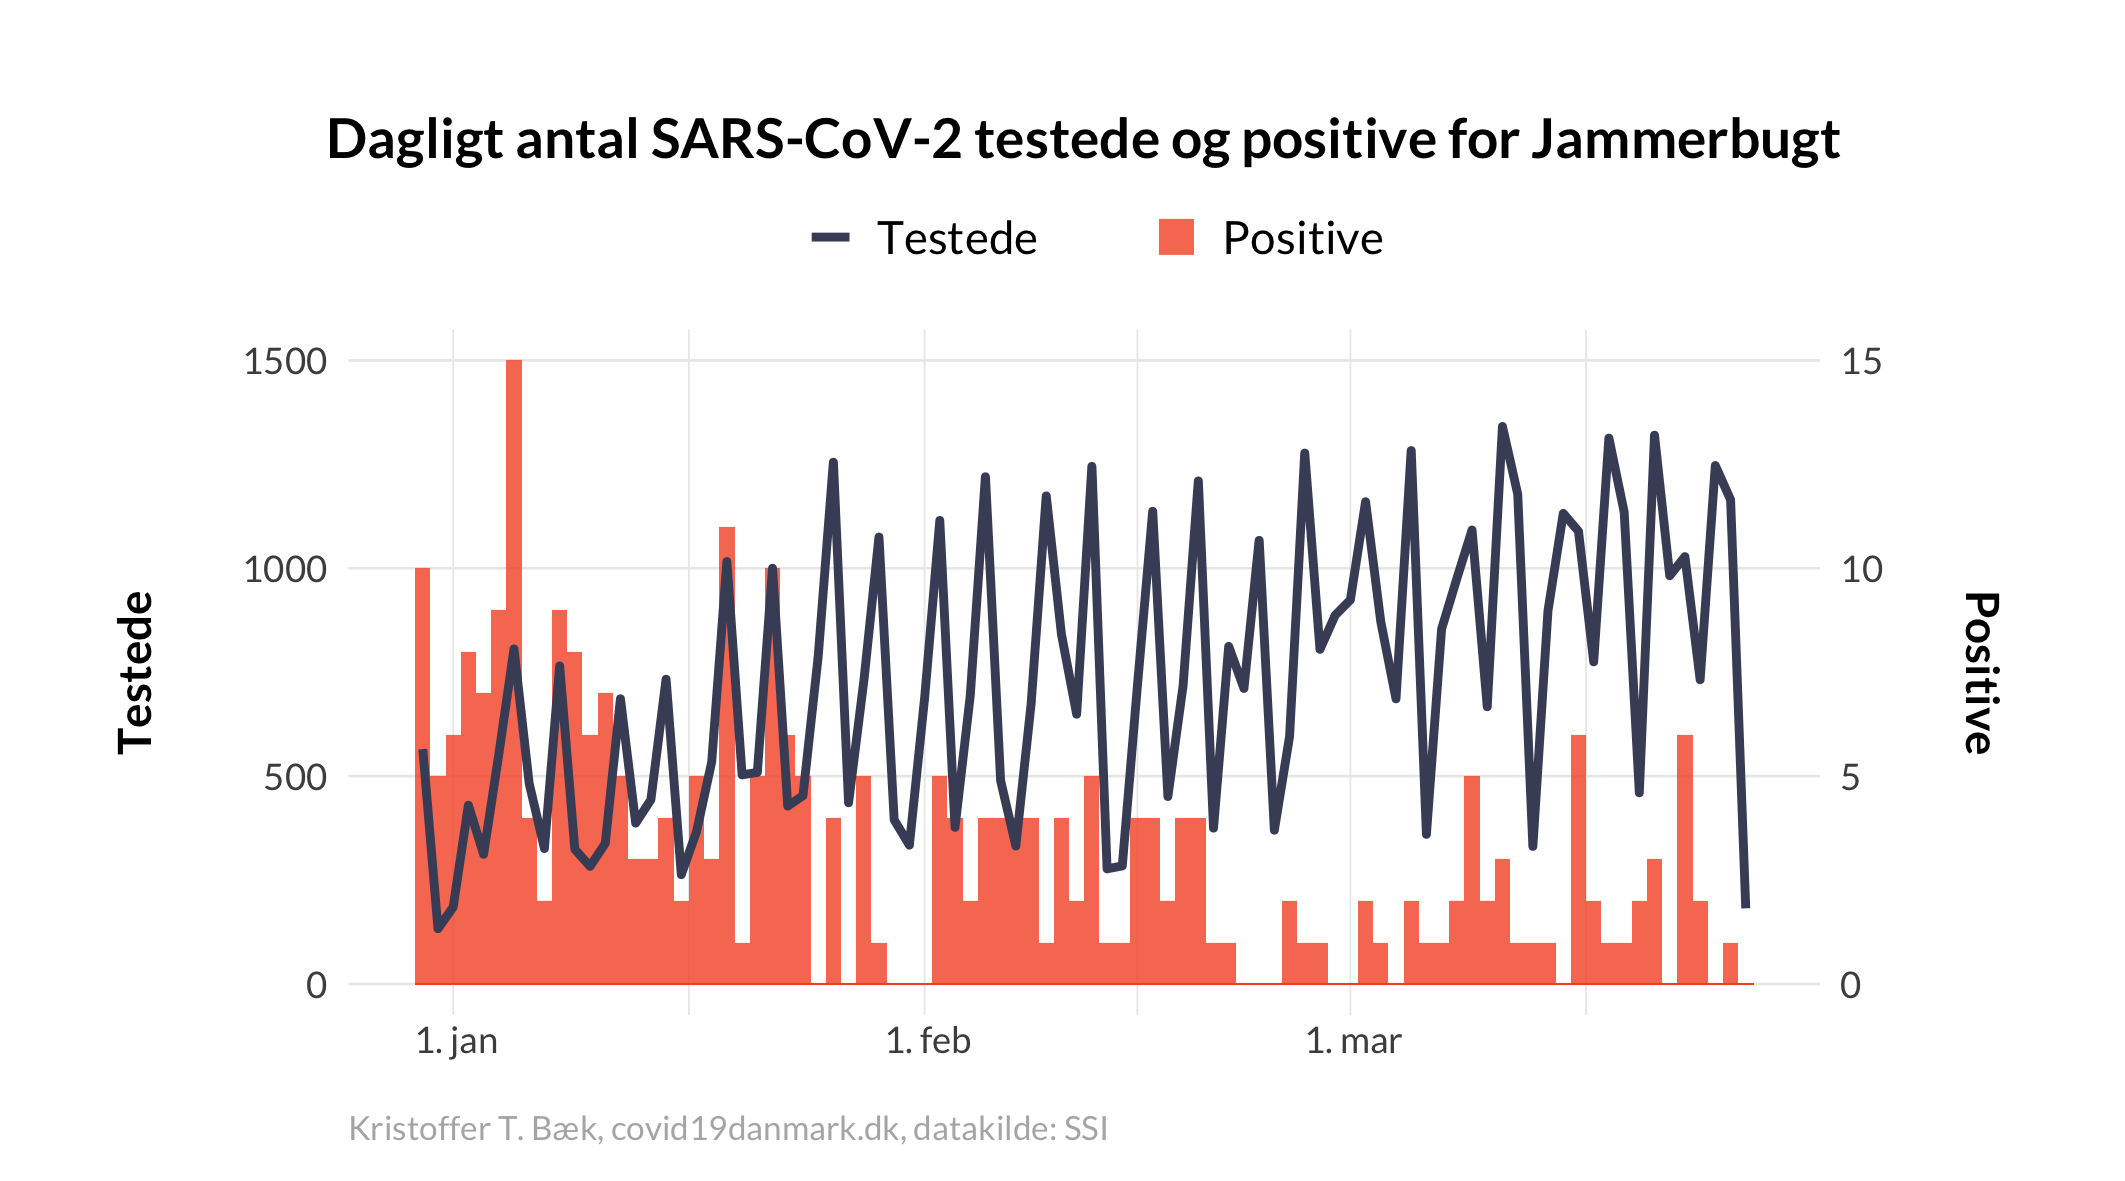 Dagligt antal SARS-CoV-2 testede og positive for Jammerbugt
Testede
Positive
1500
1000
500
0
Testede
15
10
5
0
Positive
1. jan
1. feb
1. mar
Kristoffer T. Bæk, covid19danmark.dk, datakilde: SSI